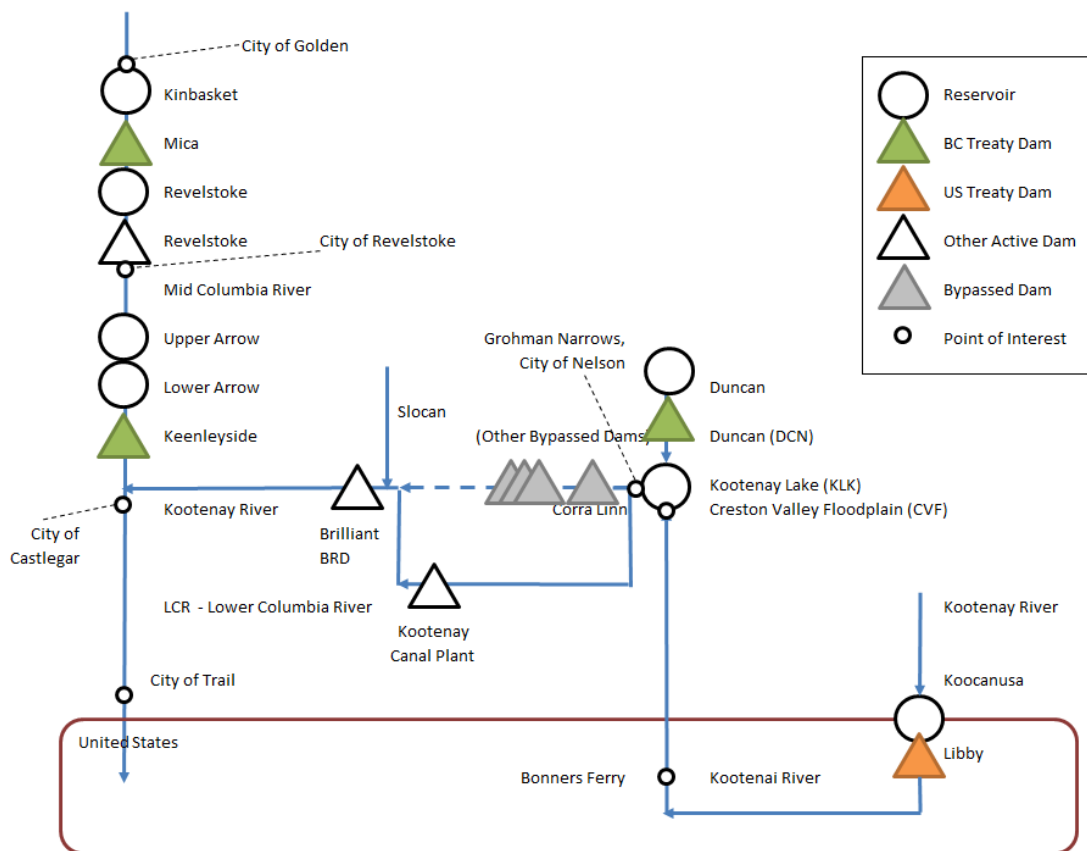 City of Golden
Kinbasket
Mica
Revelstoke
Revelstoke
City of Revelstoke
Mid Columbia River
Upper Arrow
Lower Arrow
Keenleyside
Slocan
Grohman Narrows,
City of Nelson
Duncan
(Other Bypassed Dams)
Duncan (DCN)
Kootenay Lake (KLK)
Corra Linn
Creston Valley Floodplain (CVF)
Kootenay River
City of
Castlegar
Brilliant
BRD
LCR - Lower Columbia River
Kootenay
Canal Plant
Kootenay River
City of Trail
Koocanusa
United States
Libby
Bonners Ferry
Kootenai River
Reservoir
BC Treaty Dam
US Treaty Dam
Other Active Dam
Bypassed Dam
Point of Interest